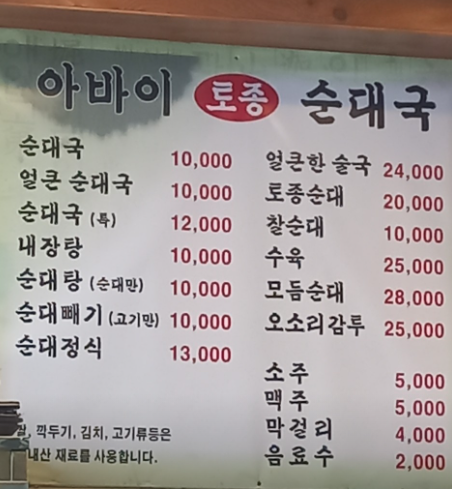 아바이 토종 순대국
순대국 10,000
얼큰 순대국 10,000
순대국 (특) 12,000
내장탕 10,000
순대탕 (순대만) 10,000
순대빼기 (고기만) 10,000
순대정식 13,000
얼큰한 술국 24,000
토종순대 20,000
찰순대 10,000
수육 25,000
모듬순대 28,000
오소리감투 25,000
소주 5,000
맥주 5,000
막걸리 4,000
음료수 2,000
깍두기, 김치, 고기류등은
내산 재료를 사용합니다.